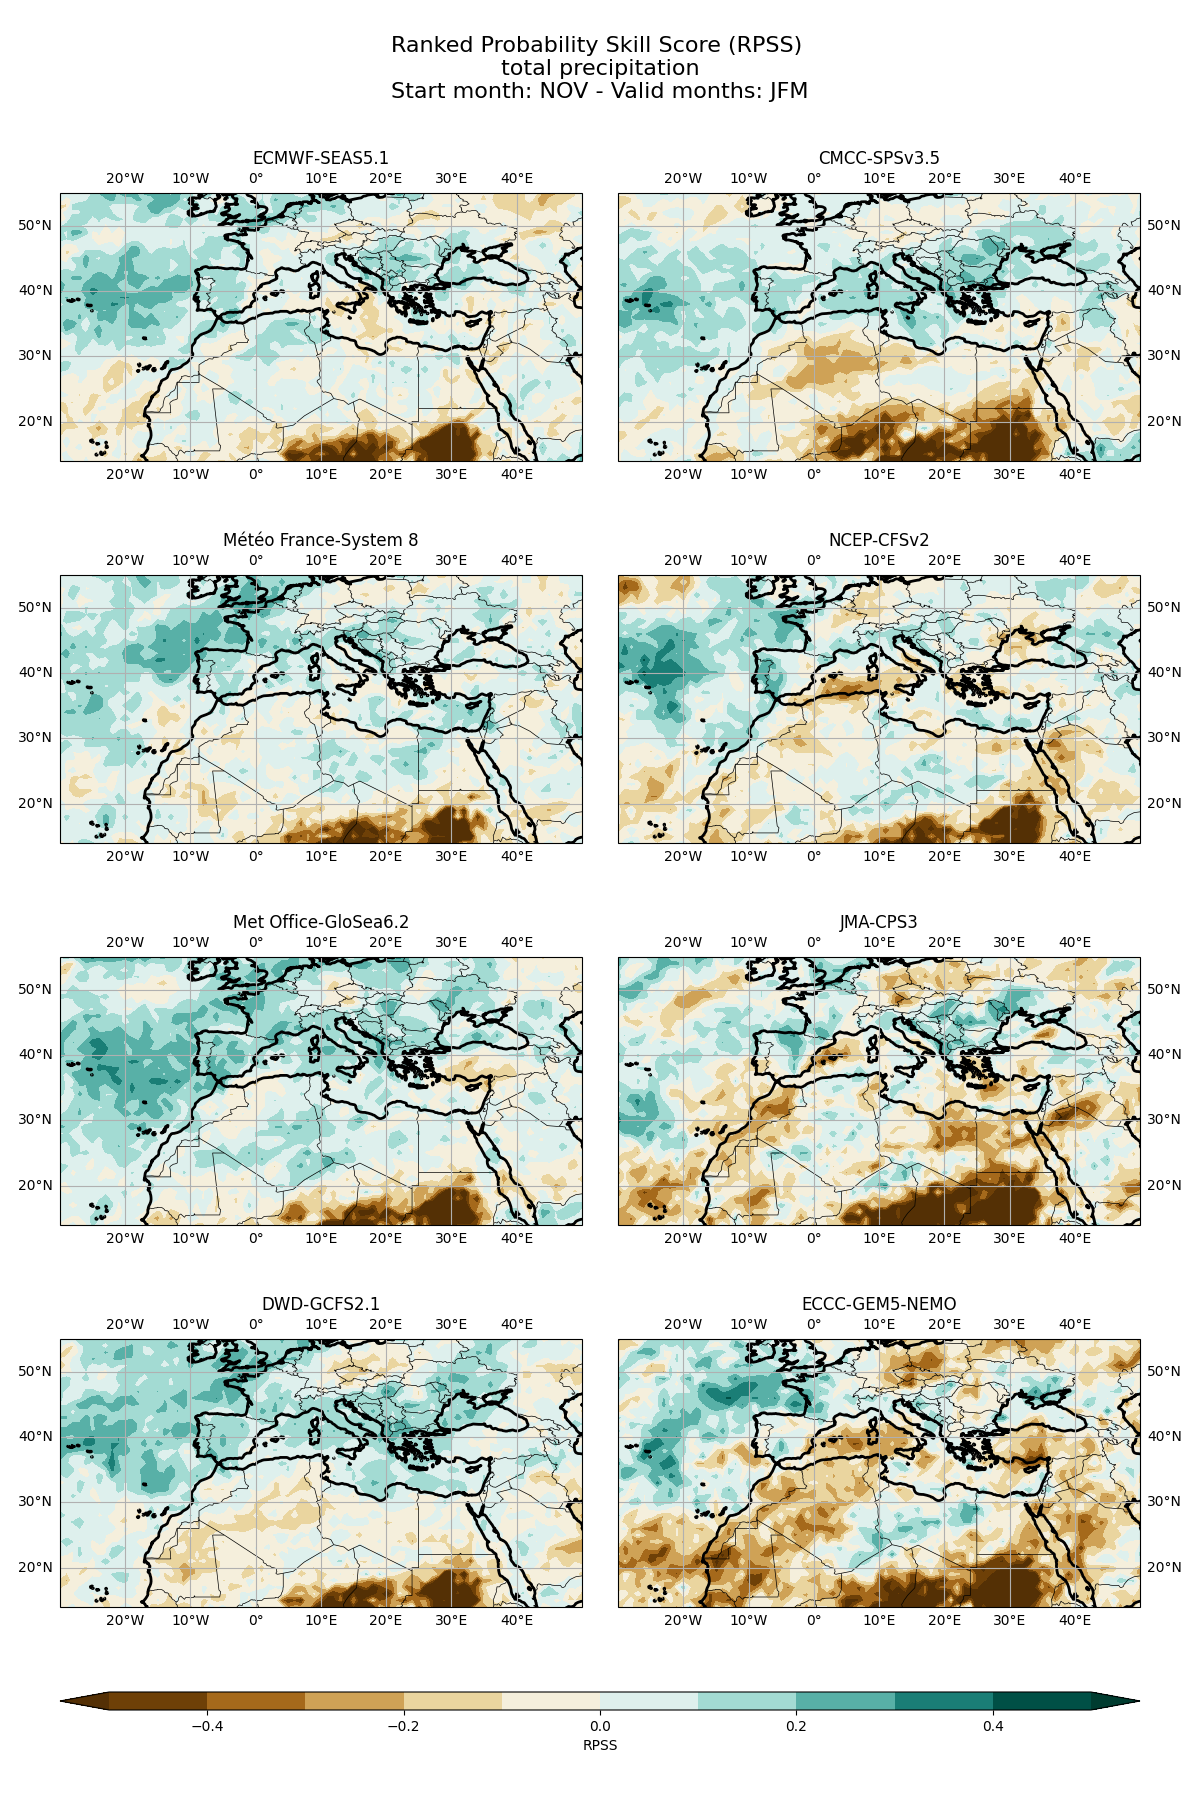 Ranked Probability Skill Score (RPSS)
total precipitation
Start month: NOV - Valid months: JFM
ECMWF-SEAS5.1
20°W 10°W 0° 10°E 20°E 30°E 40°E
50°N
40°N
30°N
20°N
20°W 10°W 0° 10°E 20°E 30°E 40°E
CMCC-SPSv3.5
20°W 10°W 0° 10°E 20°E 30°E 40°E
50°N
40°N
30°N
20°N
20°W 10°W 0° 10°E 20°E 30°E 40°E
Météo France-System 8
20°W 10°W 0° 10°E 20°E 30°E 40°E
50°N
40°N
30°N
20°N
20°W 10°W 0° 10°E 20°E 30°E 40°E
NCEP-CFSv2
20°W 10°W 0° 10°E 20°E 30°E 40°E
50°N
40°N
30°N
20°N
20°W 10°W 0° 10°E 20°E 30°E 40°E
Met Office-GloSea6.2
20°W 10°W 0° 10°E 20°E 30°E 40°E
50°N
40°N
30°N
20°N
20°W 10°W 0° 10°E 20°E 30°E 40°E
JMA-CPS3
20°W 10°W 0° 10°E 20°E 30°E 40°E
50°N
40°N
30°N
20°N
20°W 10°W 0° 10°E 20°E 30°E 40°E
DWD-GCFS2.1
20°W 10°W 0° 10°E 20°E 30°E 40°E
50°N
40°N
30°N
20°N
20°W 10°W 0° 10°E 20°E 30°E 40°E
ECCC-GEM5-NEMO
20°W 10°W 0° 10°E 20°E 30°E 40°E
50°N
40°N
30°N
20°N
20°W 10°W 0° 10°E 20°E 30°E 40°E
−0.4 −0.2 0.0 0.2 0.4
RPSS